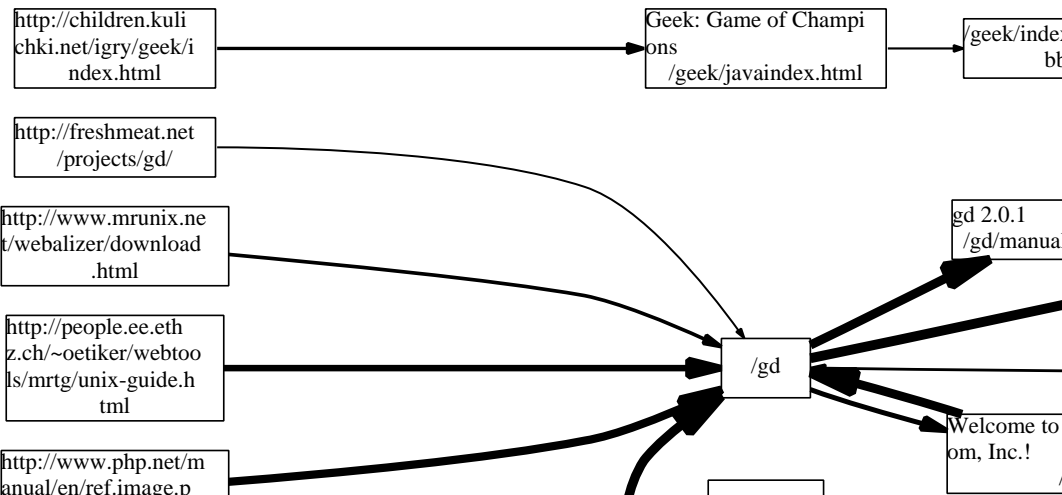 http://children.kuli
chki.net/igry/geek/i
ndex.html
Geek: Game of Champi
ons
/geek/javaindex.html
/geek/index
bb
http://freshmeat.net
/projects/gd/
http://www.mrunix.ne
t/webalizer/download
.html
gd 2.0.1
/gd/manual
http://people.ee.eth
z.ch/~oetiker/webtoo
ls/mrtg/unix-guide.h
tml
/gd
Welcome to
om, Inc.!
http://www.php.net/m
anual/en/ref.image.p